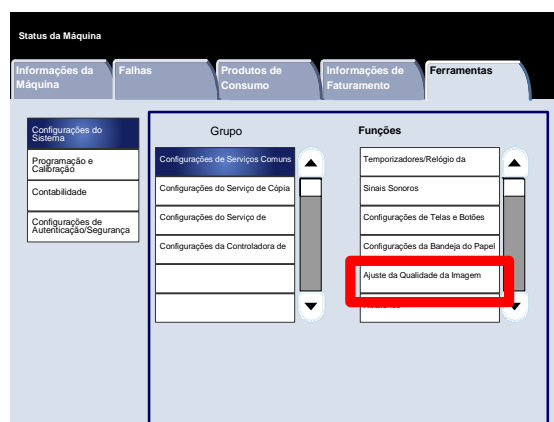 Status da Máquina
Informações da
Máquina
Falhas
Produtos de
Consumo
Informações de
Faturamento
Ferramentas
Configurações do
Sistema
Programação e
Calibração
Contabilidade
Configurações de
Autenticação/Segurança
Grupo
Configurações de Serviços Comuns
Configurações do Serviço de Cópia
Configurações do Serviço de
Configurações da Controladora de
Funções
Temporizadores/Relógio da
Sinais Sonoros
Configurações de Telas e Botões
Configurações da Bandeja do Papel
Ajuste da Qualidade da Imagem